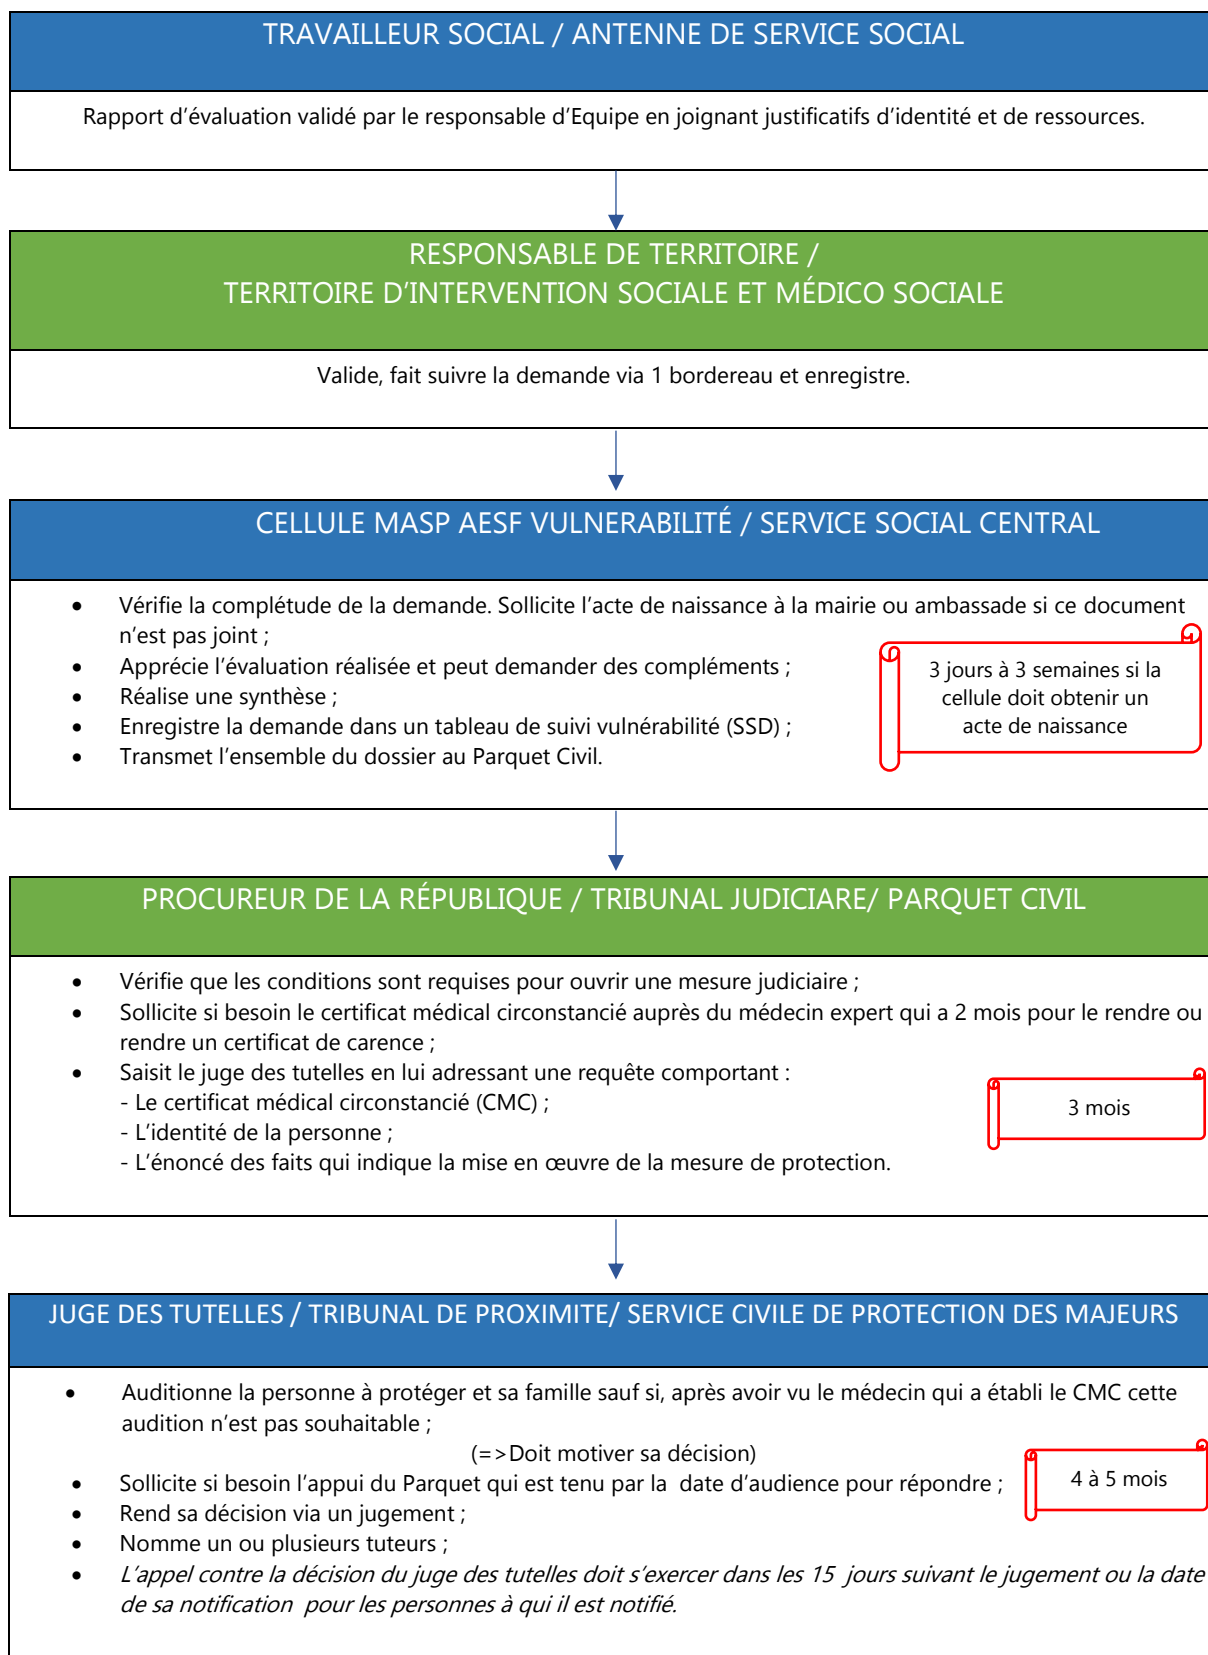 TRAVAILLEUR SOCIAL / ANTENNE DE SERVICE SOCIAL
Rapport d’évaluation validé par le responsable d’Equipe en joignant justificatifs d’identité et de ressources.
RESPONSABLE DE TERRITOIRE /
TERRITOIRE D’INTERVENTION SOCIALE ET MÉDICO SOCIALE
Valide, fait suivre la demande via 1 bordereau et enregistre.
CELLULE MASP AESF VULNERABILITÉ / SERVICE SOCIAL CENTRAL
• Vérifie la complétude de la demande. Sollicite l’acte de naissance à la mairie ou ambassade si ce document
n’est pas joint ;
• Apprécie l’évaluation réalisée et peut demander des compléments ;
• Réalise une synthèse ;
• Enregistre la demande dans un tableau de suivi vulnérabilité (SSD) ;
• Transmet l’ensemble du dossier au Parquet Civil.
3 jours à 3 semaines si la
cellule doit obtenir un
acte de naissance
PROCUREUR DE LA RÉPUBLIQUE / TRIBUNAL JUDICIARE/ PARQUET CIVIL
• Vérifie que les conditions sont requises pour ouvrir une mesure judiciaire ;
• Sollicite si besoin le certificat médical circonstancié auprès du médecin expert qui a 2 mois pour le rendre ou
rendre un certificat de carence ;
• Saisit le juge des tutelles en lui adressant une requête comportant :
- Le certificat médical circonstancié (CMC) ;
- L’identité de la personne ;
- L’énoncé des faits qui indique la mise en œuvre de la mesure de protection.
3 mois
JUGE DES TUTELLES / TRIBUNAL DE PROXIMITE/ SERVICE CIVILE DE PROTECTION DES MAJEURS
• Auditionne la personne à protéger et sa famille sauf si, après avoir vu le médecin qui a établi le CMC cette
audition n’est pas souhaitable ;
(=>Doit motiver sa décision)
• Sollicite si besoin l’appui du Parquet qui est tenu par la date d’audience pour répondre ;
• Rend sa décision via un jugement ;
• Nomme un ou plusieurs tuteurs ;
• L’appel contre la décision du juge des tutelles doit s’exercer dans les 15 jours suivant le jugement ou la date
de sa notification pour les personnes à qui il est notifié.
4 à 5 mois